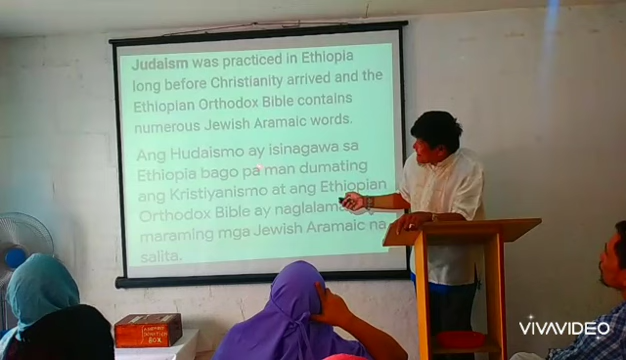 Judaism was practiced in Ethiopia
long before Christianity arrived and the
Ethiopian Orthodox Bible contains
numerous Jewish Aramaic words.
Ang Hudaismo ay isinagawa sa
Ethiopia bago pa man dumating
ang Kristiyanismo at ang Ethiopian
Orthodox Bible ay naglalama
maraming mga Jewish Aramaic na
salita.
BOX
VIVAVIDEO